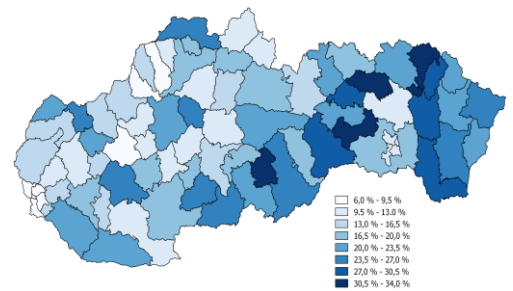 6,0 % - 9,5 %
9.5 % - 13.0 %
13,0 % - 16,5 %
16,5 % - 20,0 %
20,0 % - 23,5 %
23,5 % - 27,0 %
27,0 % - 30,5 %
30,5 % - 34,0 %